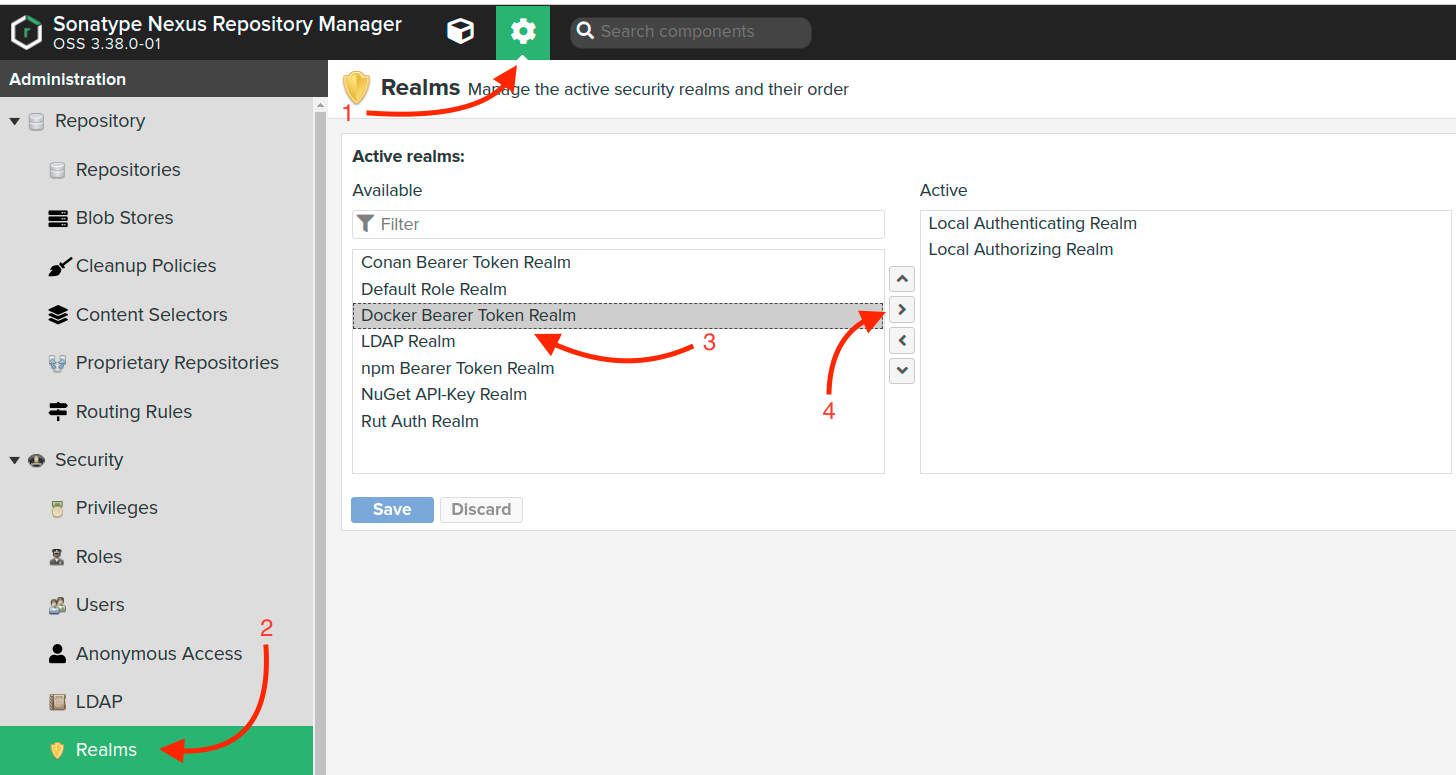 Sonatype Nexus Repository Manager
OSS 3.38.0-01
Search components
Administration
Repository
Repositories
Blob Stores
Cleanup Policies
Content Selectors
Proprietary Repositories
Routing Rules
Security
Privileges
Roles
Users
2
Anonymous Access
LDAP
Realms
Realms Manage the active security realms and their order
1
Active realms:
Available
Filter
Conan Bearer Token Realm
Default Role Realm
Docker Bearer Token Realm
LDAP Realm
3
npm Bearer Token Realm
NuGet API-Key Realm
Rut Auth Realm
4
Active
Local Authenticating Realm
Local Authorizing Realm
Save
Discard